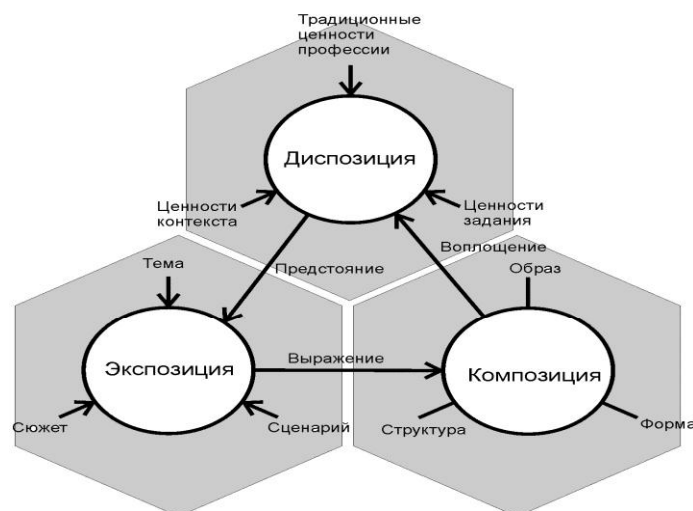 Традиционные
ценности
профессии
Диспозиция
Ценности
контекста
Ценности
задания
Воплощение
Предстояние
Тема
Образ
Экспозиция
Выражение
Композиция
Сюжет
Сценарий
Структура
Форма